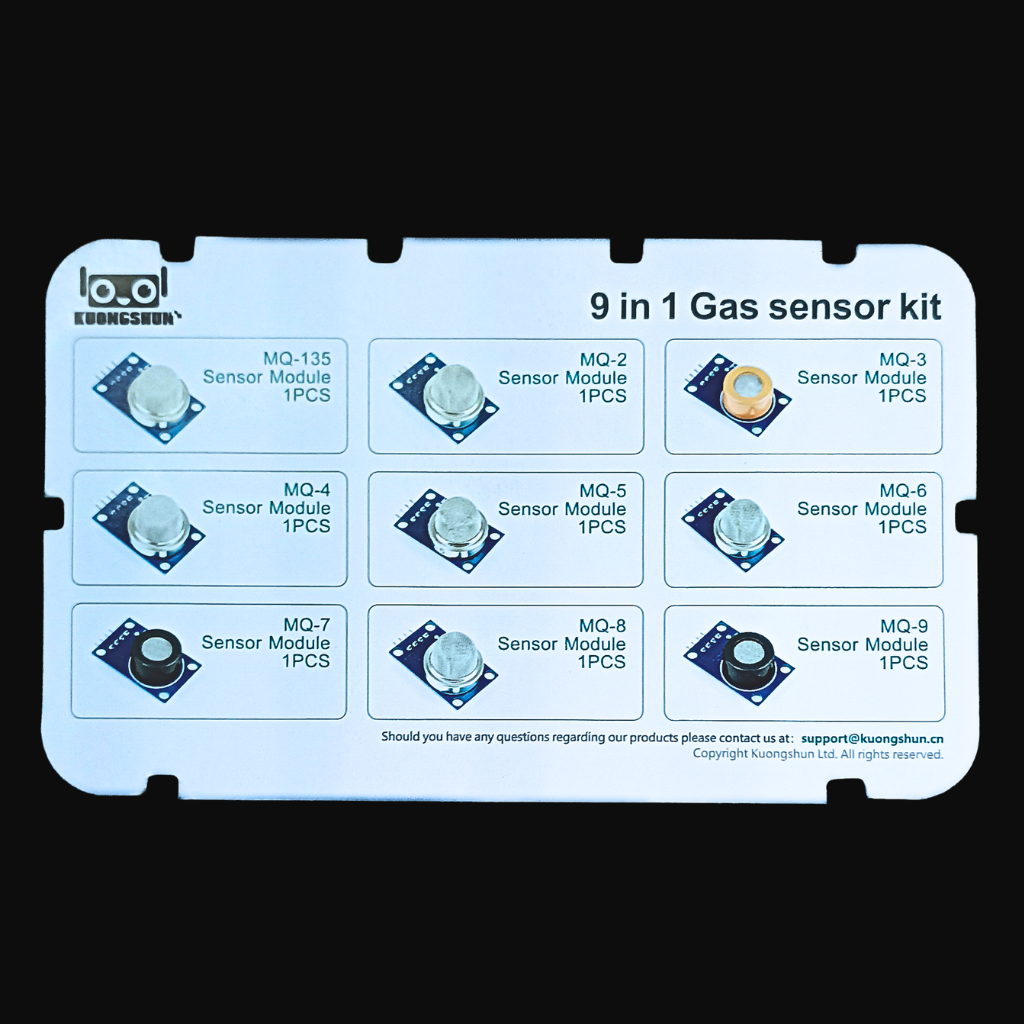 KUONGSHUN
9 in 1 Gas sensor kit
MQ-135
Sensor Module
1PCS
MQ-2
Sensor Module
1PCS
MQ-3
Sensor Module
1PCS
MQ-4
Sensor Module
1PCS
MQ-5
Sensor Module
1PCS
MQ-6
Sensor Module
1PCS
MQ-7
Sensor Module
1PCS
MQ-8
Sensor Module
1PCS
MQ-9
Sensor Module
1PCS
Should you have any questions regarding our products please contact us at: support@kuongshun.cn
Copyright Kuongshun Ltd. All rights reserved.